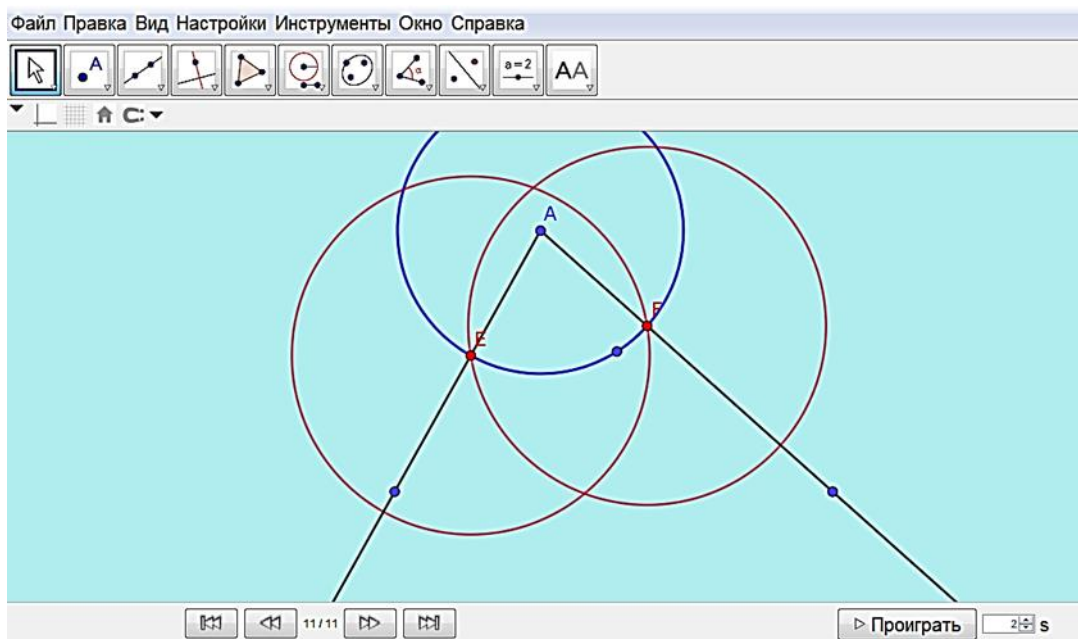 Файл Правка Вид Настройки Инструменты Окно Справка
A α a = 2 AA
A
E
F
11 / 11 Проиграть 2 s